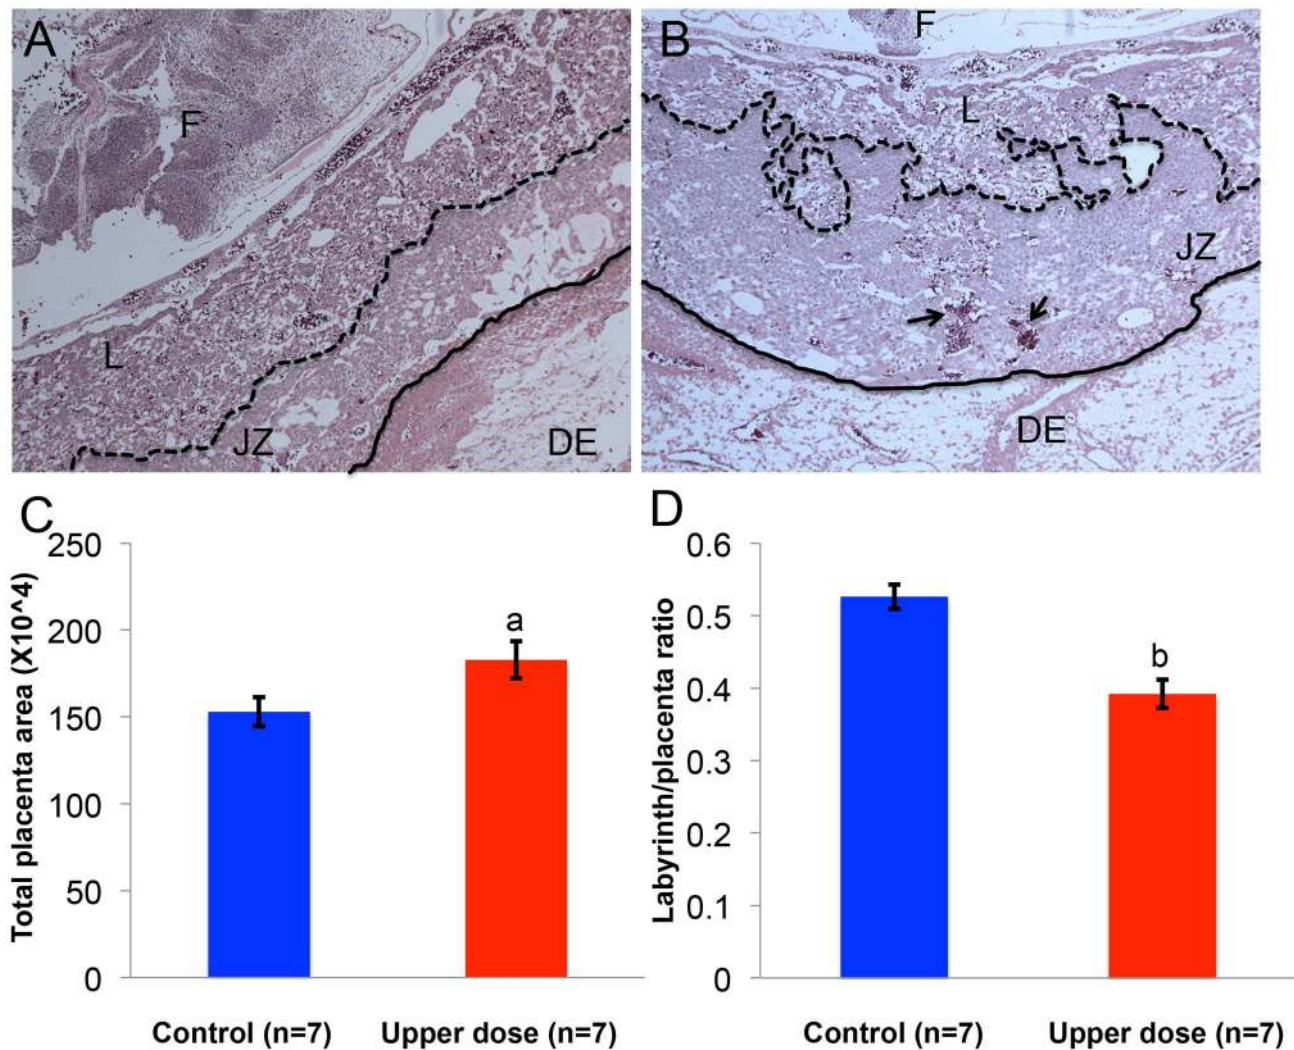 A
F
L
JZ
DE
B
F
L
JZ
DE
C
Total placenta area (X10^4)
250
200
150
100
50
0
a
Control (n=7)
Upper dose (n=7)
D
Labyrinth/placenta ratio
0.6
0.5
0.4
0.3
0.2
0.1
0
b
Control (n=7)
Upper dose (n=7)